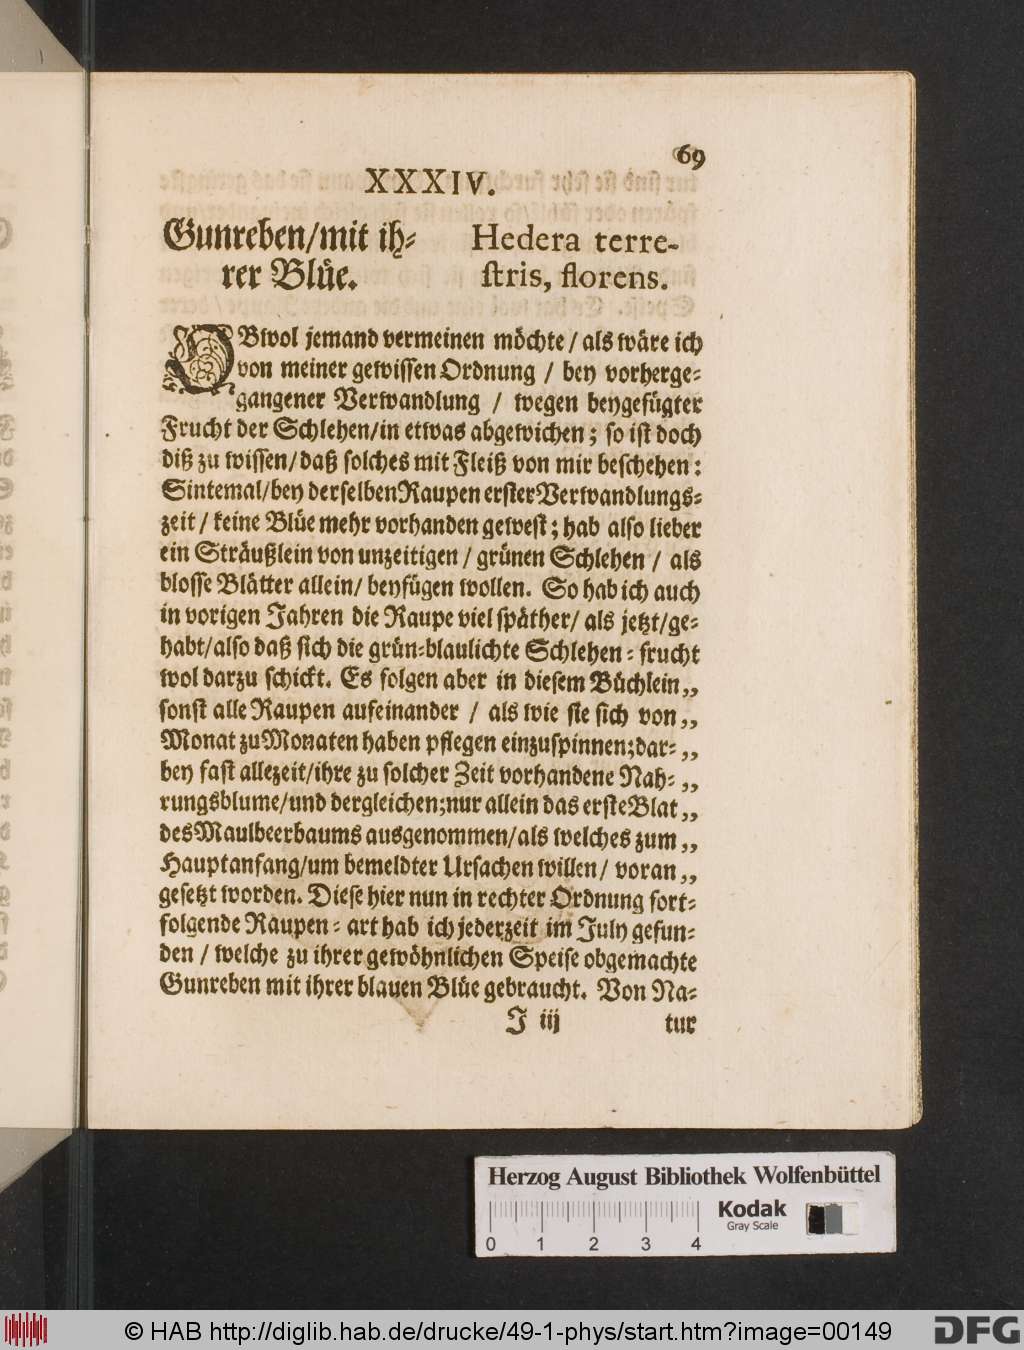 69
XXXIV.
Gunreben/mit ih⸗
rer Blüe.
Hedera terre-
stris, florens.
OBwol jemand vermeinen möchte / als wäre ich
von meiner gewissen Ordnung / bey vorherge⸗
gangener Verwandlung / wegen beygefügter
Frucht der Schlehen/in etwas abgewichen; so ist doch
diß zu wissen/daß solches mit Fleiß von mir beschehen:
Sintemal/bey derselben Raupen erster Verwandlungs⸗
zeit / keine Blüe mehr vorhanden gewest; hab also lieber
ein Sträußlein von unzeitigen / grünen Schlehen / als
blosse Blätter allein/ beyfügen wollen. So hab ich auch
in vorigen Jahren die Raupe viel späther/ als jetzt/ge⸗
habt/also daß sich die grün⸗blaulichte Schlehen⸗frucht
wol darzu schickt. Es folgen aber in diesem Büchlein„
sonst alle Raupen aufeinander / als wie sie sich von„
Monat zu Monaten haben pflegen einzuspinnen;dar⸗„
bey fast allezeit/ihre zu solcher Zeit vorhandene Nah⸗„
rungsblume/und dergleichen;nur allein das erste Blat„
des Maulbeerbaums ausgenommen/als welches zum„
Hauptanfang/um bemeldter Ursachen willen/ voran„
gesetzt worden. Diese hier nun in rechter Ordnung fort⸗
folgende Raupen⸗art hab ich jederzeit im July gefun⸗
den / welche zu ihrer gewöhnlichen Speise obgemachte
Gunreben mit ihrer blauen Blüe gebraucht. Von Na⸗
J iij
tur
Herzog August Bibliothek Wolfenbüttel
Kodak
Gray Scale
0 1 2 3 4
© HAB http://diglib.hab.de/drucke/49-1-phys/start.htm?image=00149
DFG